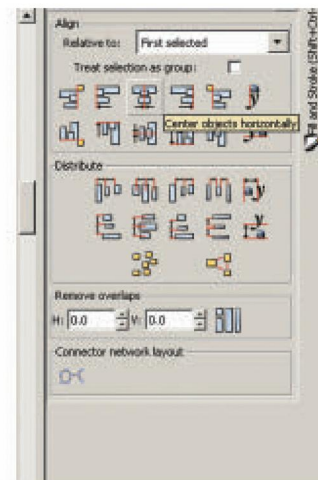 Align
Relative to: First selected
Treat selection as group:
Center objects horizontally
Distribute
Remove overlaps
H: 0.0 V: 0.0
Connector network layout
Fill and Stroke (Shift+Ctrl+